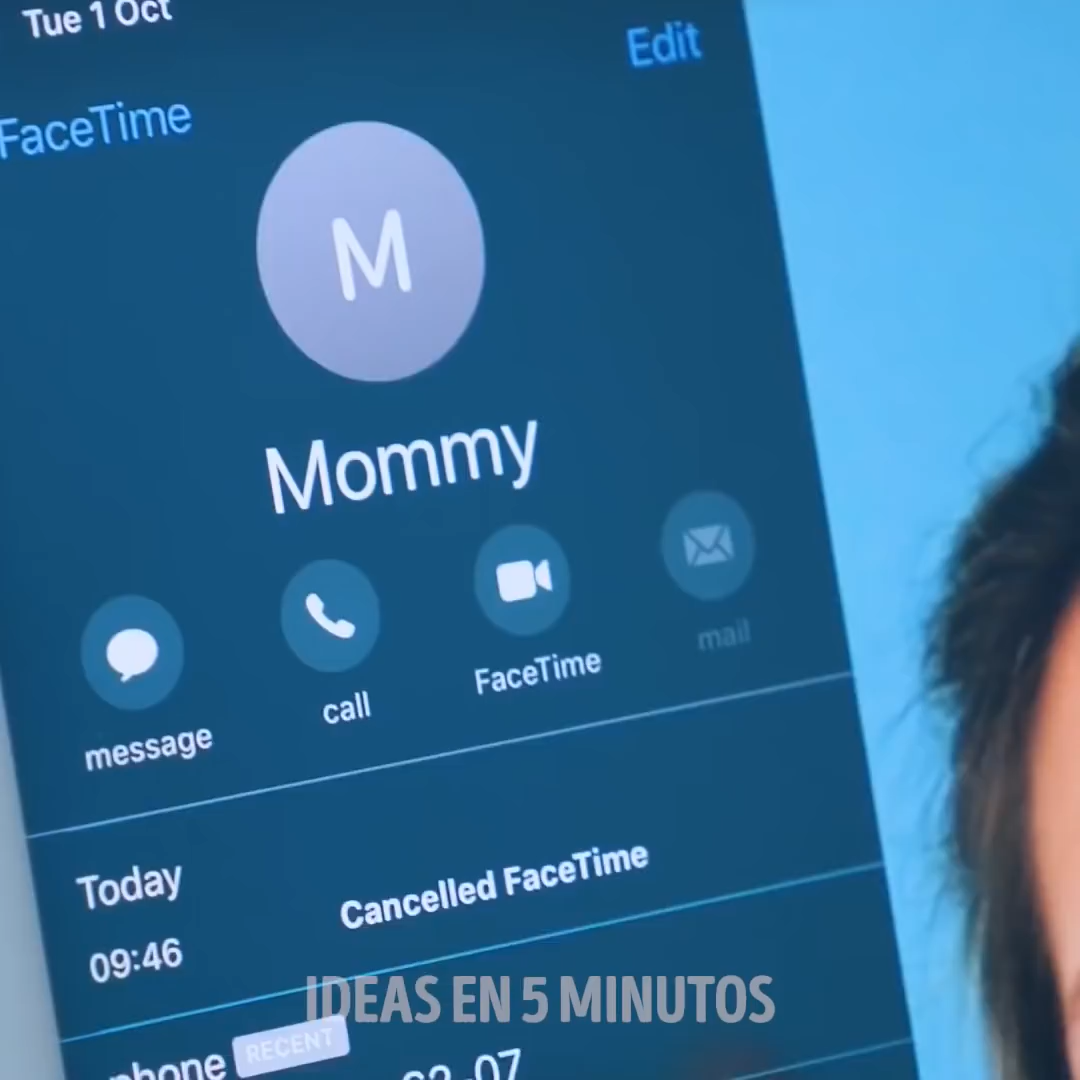 Tue 1 Oct
Edit
FaceTime
M
Mommy
message
call
FaceTime
mail
Today
Cancelled FaceTime
09:46
IDEAS EN 5 MINUTOS
phone RECENT